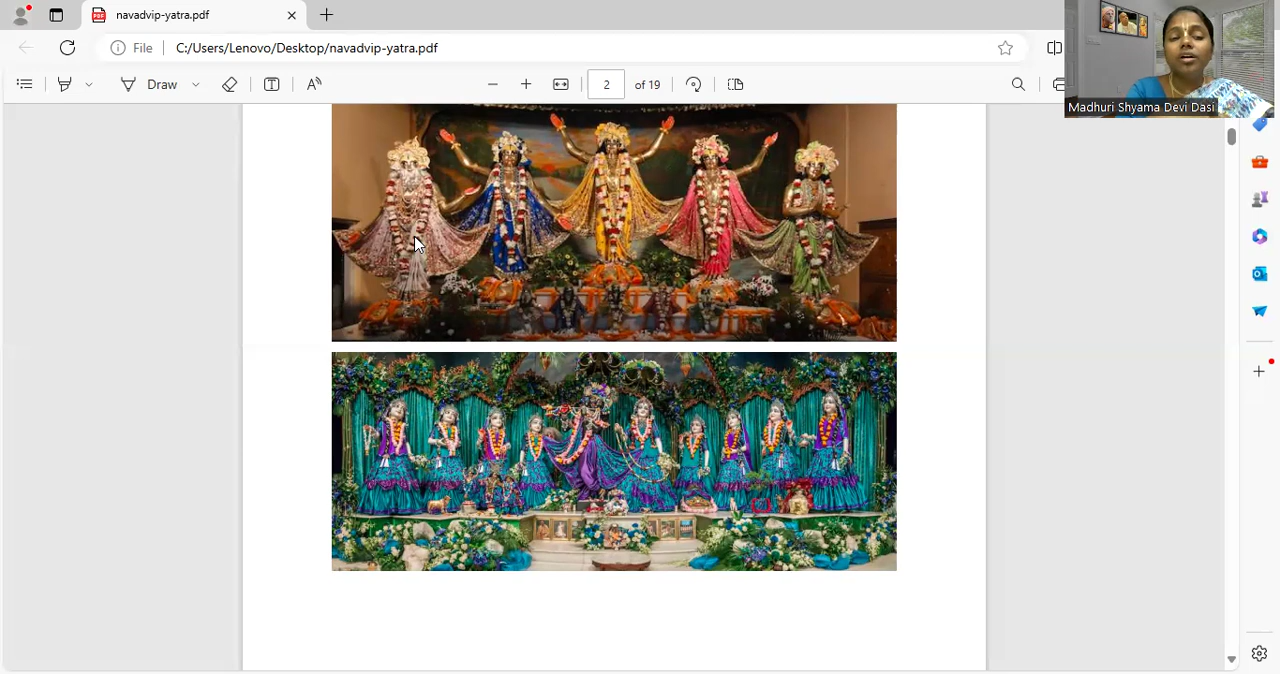 navadvip-yatra.pdf
File
C:/Users/Lenovo/Desktop/navadvip-yatra.pdf
Draw
2 of 19
Madhuri Shyama Devi Dasi